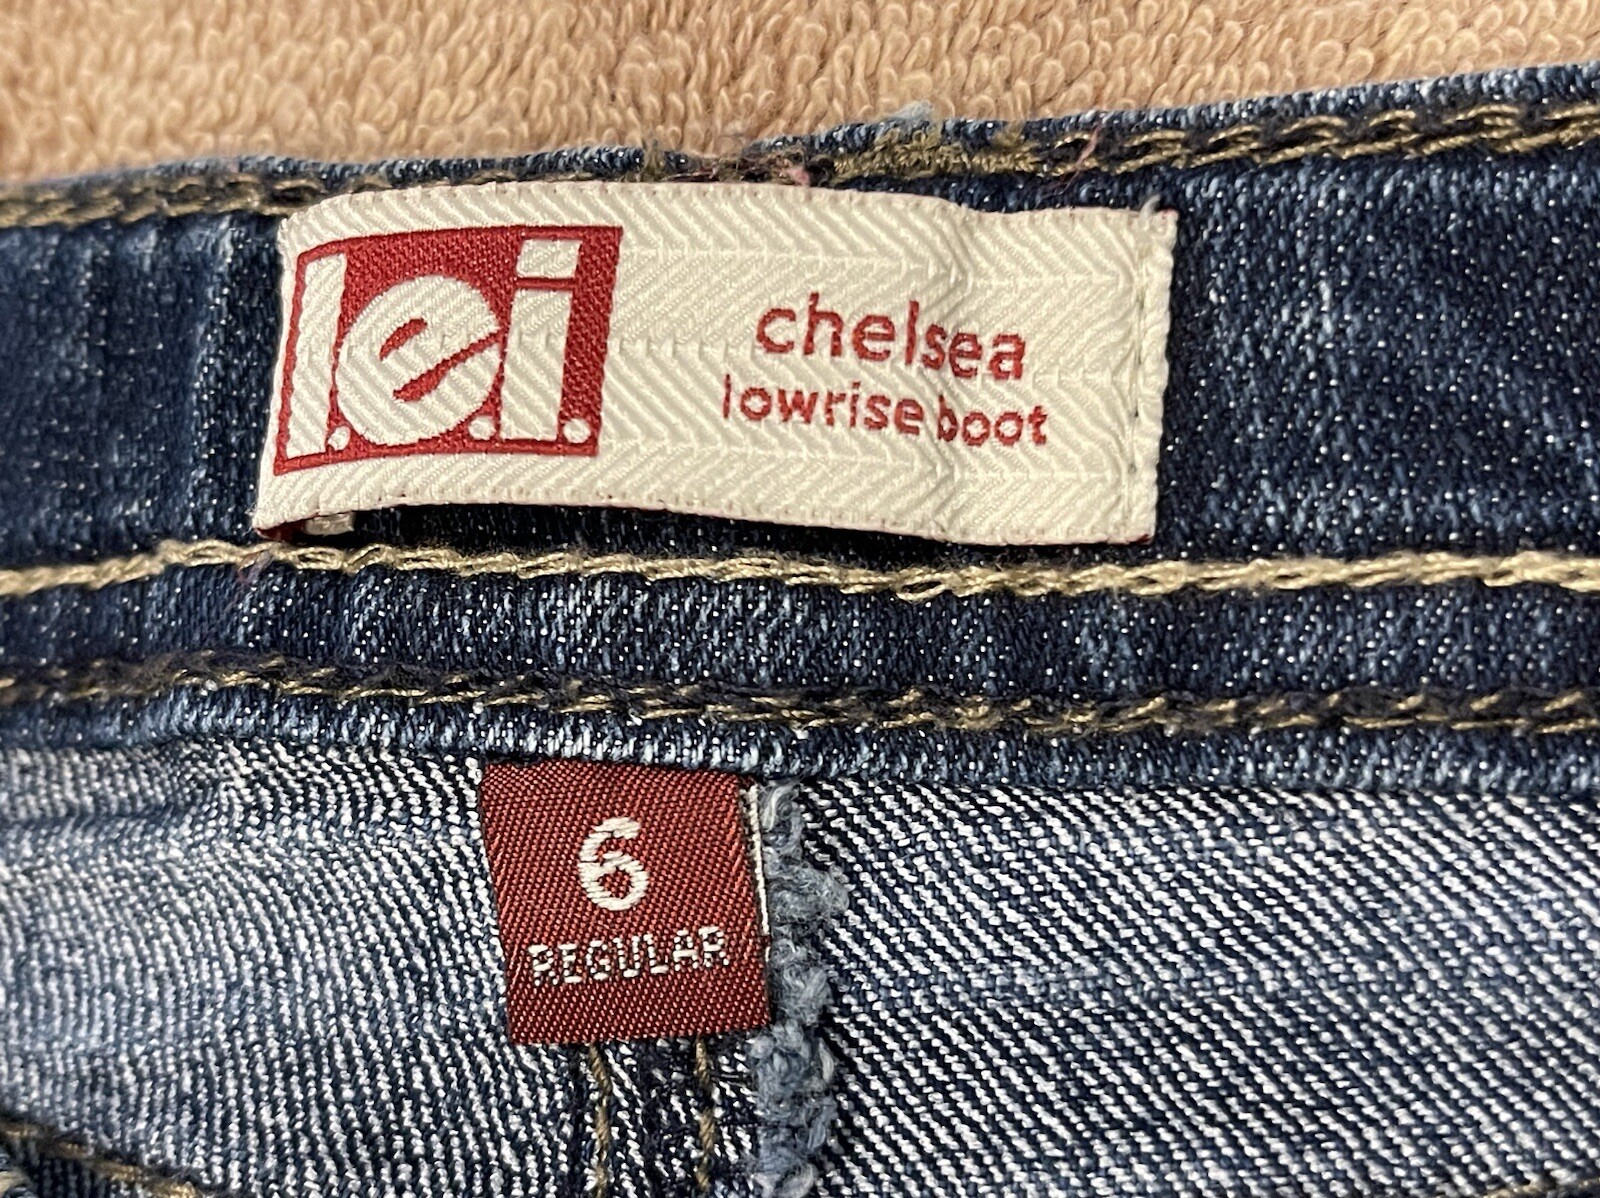 l.e.i.
chelsea
lowrise boot
6
REGULAR